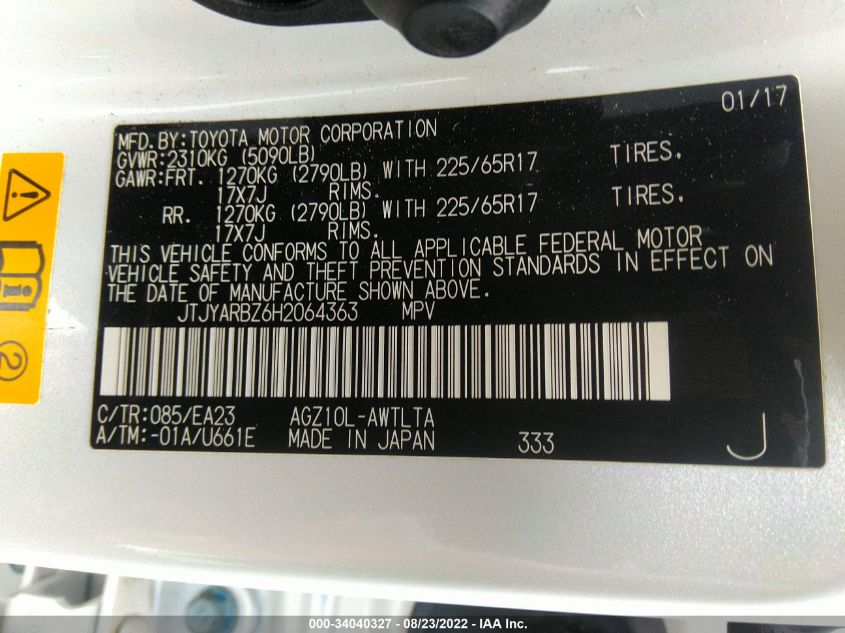 01/17
MFD.BY:TOYOTA MOTOR CORPORATION
GVWR:2310KG (5090LB)
GAWR:FRT. 1270KG (2790LB) WITH 225/65R17 TIRES.
17X7J RIMS.
RR. 1270KG (2790LB) WITH 225/65R17 TIRES.
17X7J RIMS.
THIS VEHICLE CONFORMS TO ALL APPLICABLE FEDERAL MOTOR
VEHICLE SAFETY AND THEFT PREVENTION STANDARDS IN EFFECT ON
THE DATE OF MANUFACTURE SHOWN ABOVE.
JTJYARBZ6H2064363 MPV
C/TR:085/EA23 AGZ10L-AWTLTA
A/TM:-01A/U661E MADE IN JAPAN 333 J
2
000-34040327 - 08/23/2022 - IAA Inc.